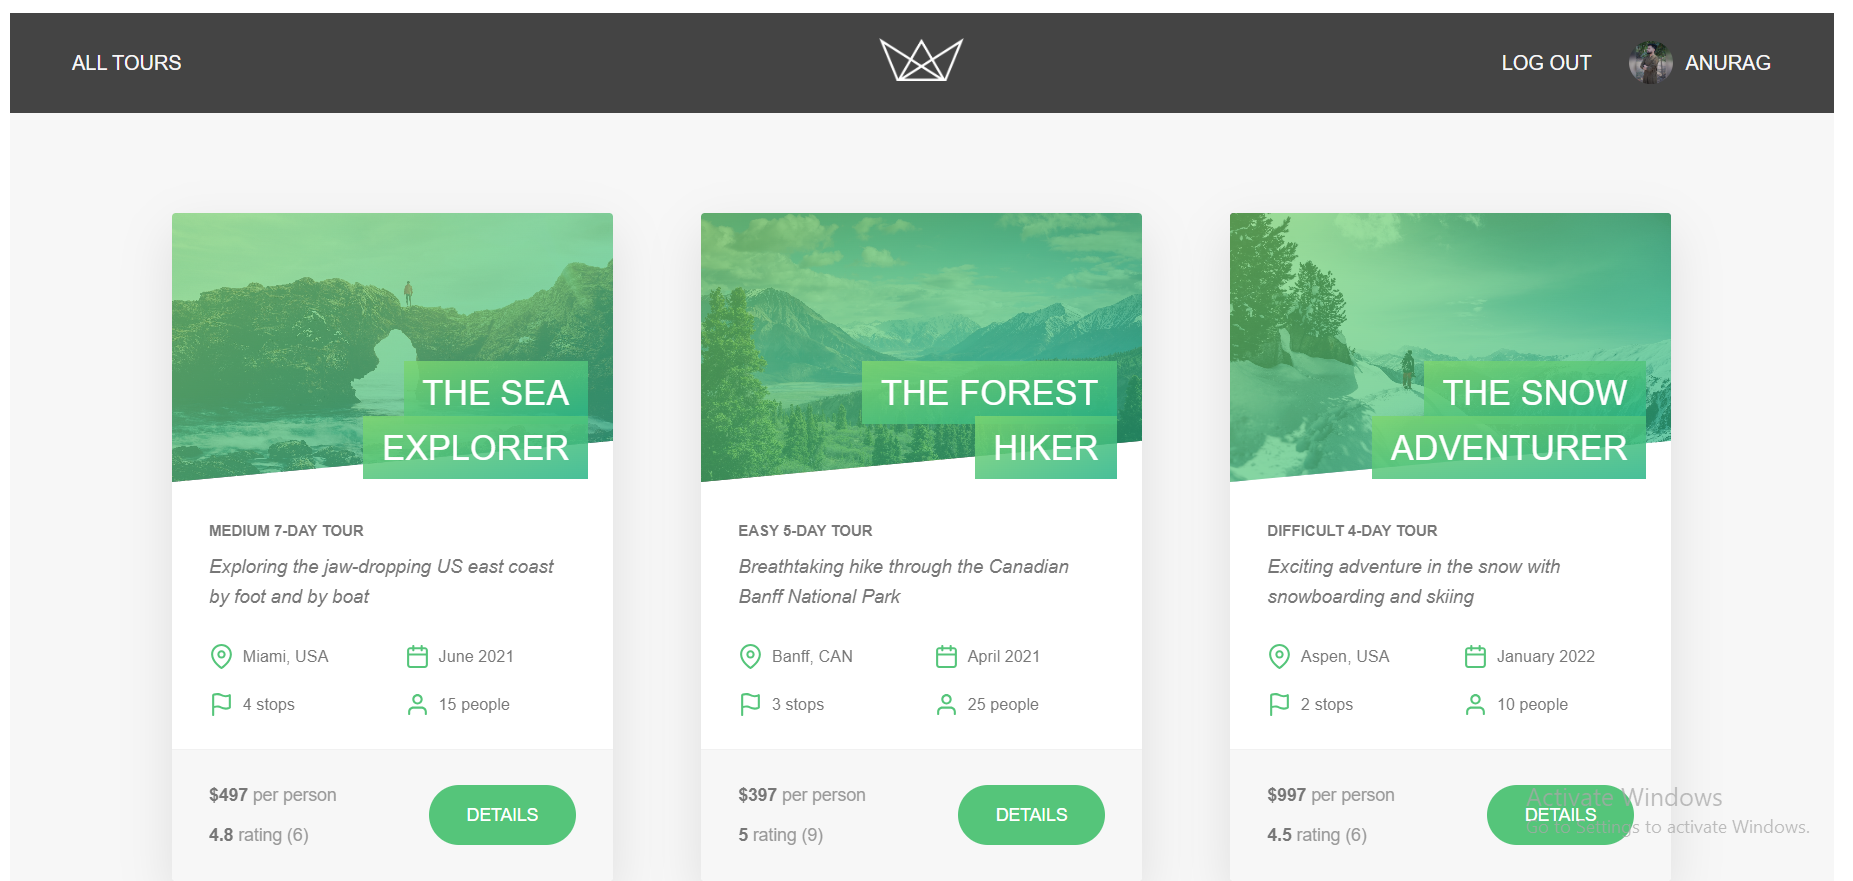 ALL TOURS
LOG OUT
ANURAG
THE SEA
EXPLORER
MEDIUM 7-DAY TOUR
Exploring the jaw-dropping US east coast
by foot and by boat
Miami, USA
June 2021
4 stops
15 people
$497 per person
4.8 rating (6)
DETAILS
THE FOREST
HIKER
EASY 5-DAY TOUR
Breathtaking hike through the Canadian
Banff National Park
Banff, CAN
April 2021
3 stops
25 people
$397 per person
5 rating (9)
DETAILS
THE SNOW
ADVENTURER
DIFFICULT 4-DAY TOUR
Exciting adventure in the snow with
snowboarding and skiing
Aspen, USA
January 2022
2 stops
10 people
$997 per person
4.5 rating (6)
DETAILS
Activate Windows
Go to Settings to activate Windows.